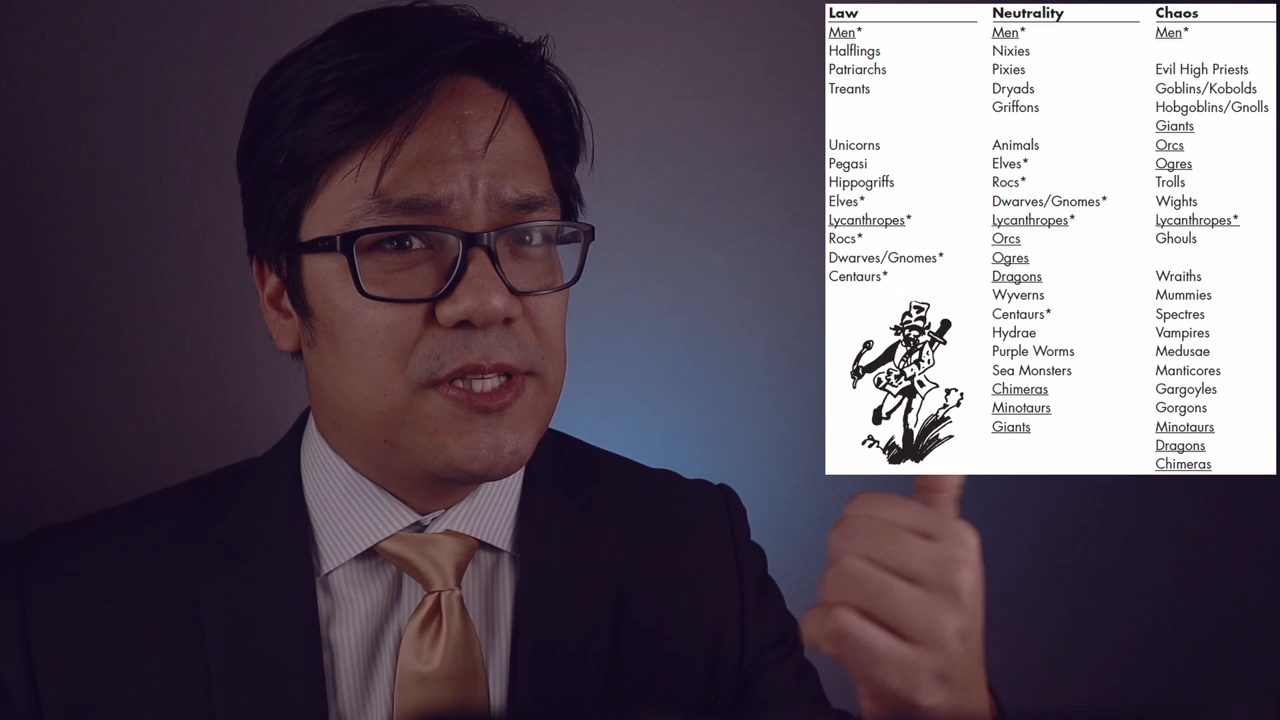 Law Neutrality Chaos
Men* Men* Men*
Halflings Nixies
Patriarchs Pixies Evil High Priests
Treants Dryads Goblins/Kobolds
Griffons Hobgoblins/Gnolls
Giants
Unicorns Animals Orcs
Pegasi Elves* Ogres
Hippogriffs Rocs* Trolls
Elves* Dwarves/Gnomes* Wights
Lycanthropes* Lycanthropes* Lycanthropes*
Rocs* Orcs Ghouls
Dwarves/Gnomes* Ogres
Centaurs* Dragons Wraiths
Wyverns Mummies
Centaurs* Spectres
Hydrae Vampires
Purple Worms Medusae
Sea Monsters Manticores
Chimeras Gargoyles
Minotaurs Gorgons
Giants Minotaurs
Dragons
Chimeras